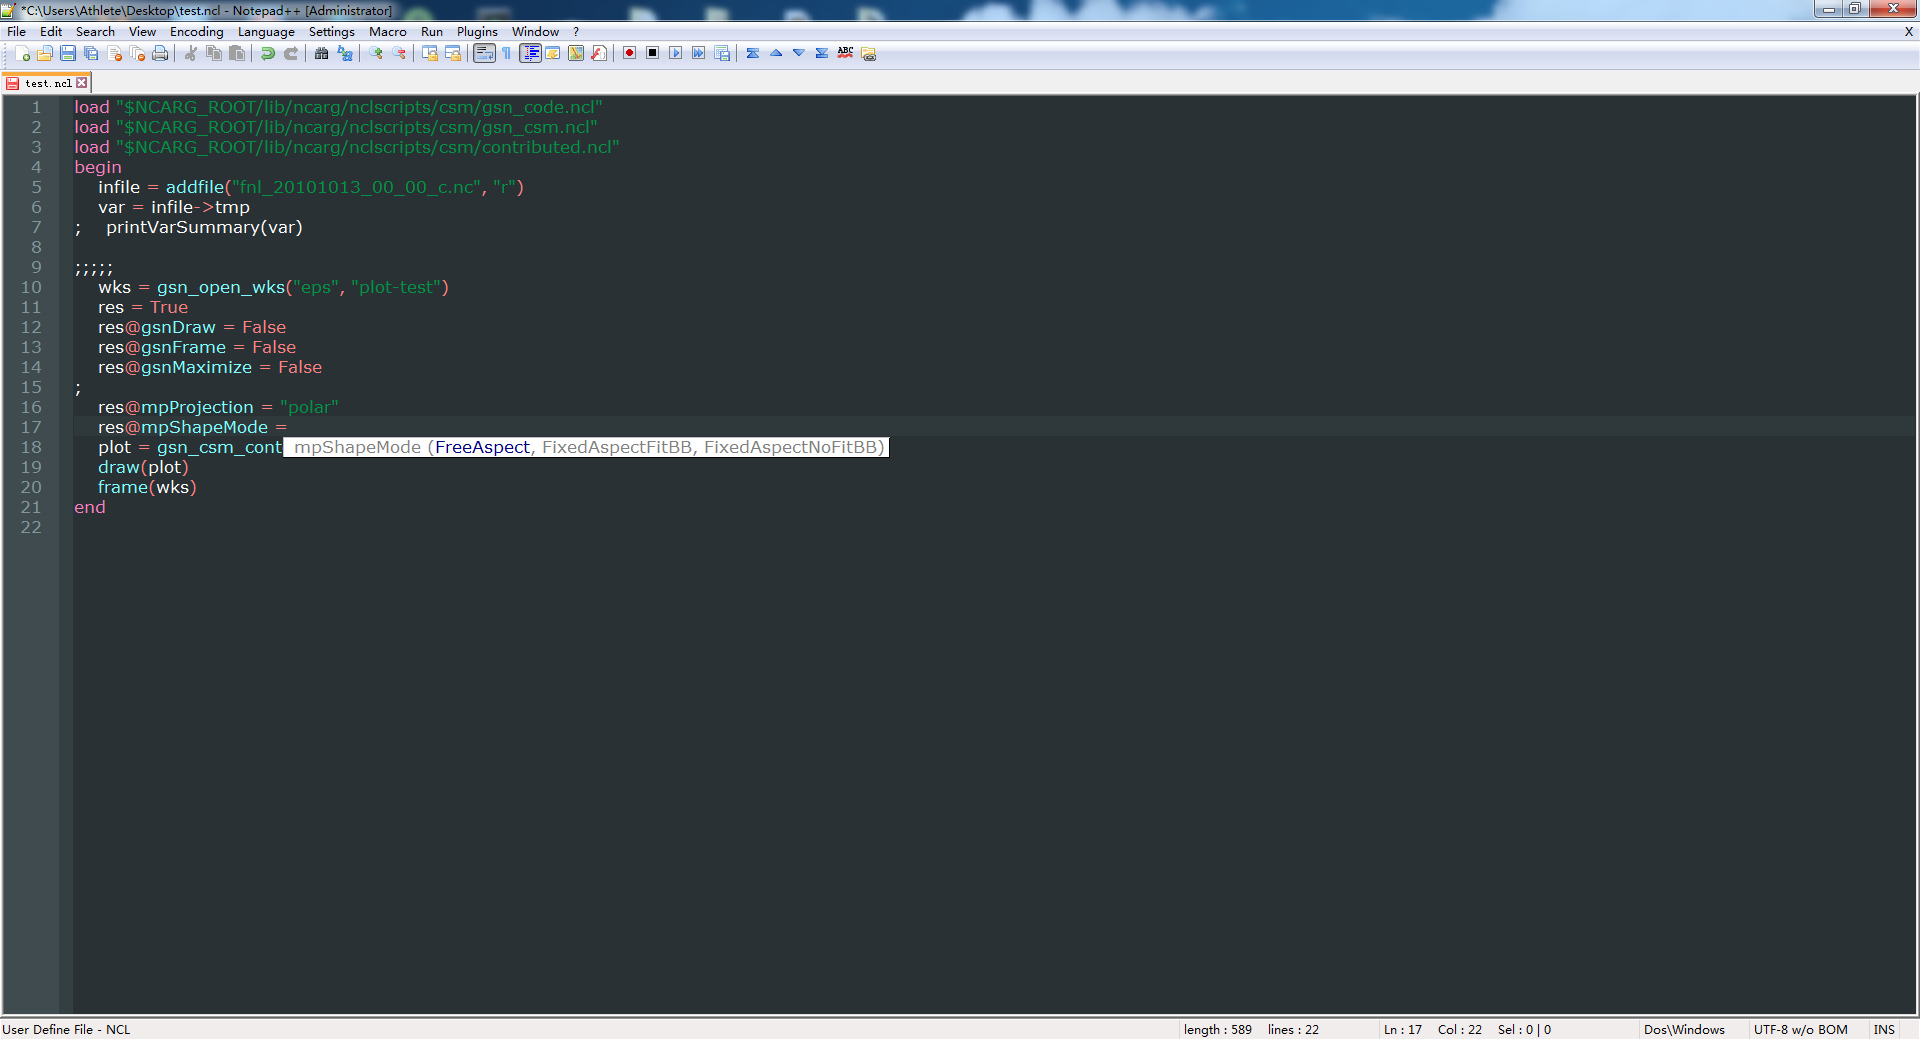 *C:\Users\Athlete\Desktop\test.ncl - Notepad++ [Administrator]
File Edit Search View Encoding Language Settings Macro Run Plugins Window ? X
ABC
test.ncl
1 load "$NCARG_ROOT/lib/ncarg/nclscripts/csm/gsn_code.ncl"
2 load "$NCARG_ROOT/lib/ncarg/nclscripts/csm/gsn_csm.ncl"
3 load "$NCARG_ROOT/lib/ncarg/nclscripts/csm/contributed.ncl"
4 begin
5 infile = addfile("fnl_20101013_00_00_c.nc", "r")
6 var = infile->tmp
7 ; printVarSummary(var)
8
9 ;;;;;
10 wks = gsn_open_wks("eps", "plot-test")
11 res = True
12 res@gsnDraw = False
13 res@gsnFrame = False
14 res@gsnMaximize = False
15 ;
16 res@mpProjection = "polar"
17 res@mpShapeMode =
18 plot = gsn_csm_cont mpShapeMode (FreeAspect, FixedAspectFitBB, FixedAspectNoFitBB)
19 draw(plot)
20 frame(wks)
21 end
22
User Define File - NCL length : 589 lines : 22 Ln : 17 Col : 22 Sel : 0 | 0 Dos\Windows UTF-8 w/o BOM INS